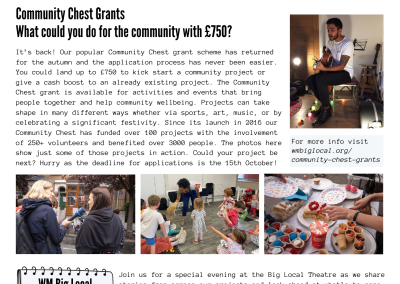 Community Chest Grants
What could you do for the community with £750?
It's back! Our popular Community Chest grant scheme has returned
for the autumn and the application process has never been easier.
You could land up to £750 to kick start a community project or
give a cash boost to an already existing project. The Community
Chest grant is available for activities and events that bring
people together and help community wellbeing. Projects can take
shape in many different ways whether via sports, art, music, or by
celebrating a significant festivity. Since its launch in 2016 our
Community Chest has funded over 100 projects with the involvement
of 250+ volunteers and benefited over 3000 people. The photos here
show just some of those projects in action. Could your project be
next? Hurry as the deadline for applications is the 15th October!
For more info visit
wmbiglocal.org/
community-chest-grants
WM Big Local
Join us for a special evening at the Big Local Theatre as we share